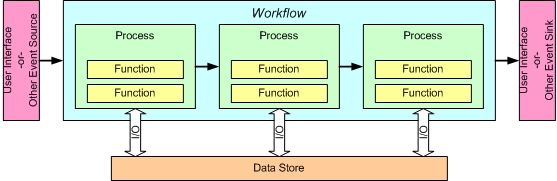 User Interface
-or-
Other Event Source
Workflow
Process
Function
Function
Process
Function
Function
Process
Function
Function
User Interface
-or-
Other Event Sink
I/O
I/O
I/O
Data Store